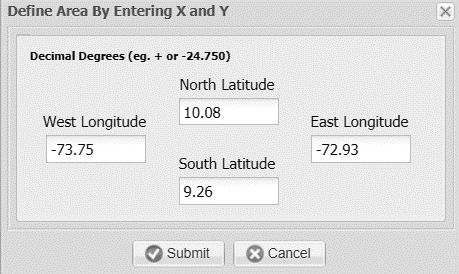 Define Area By Entering X and Y
Decimal Degrees (eg. + or -24.750)
North Latitude
10.08
West Longitude
-73.75
East Longitude
-72.93
South Latitude
9.26
Submit
Cancel